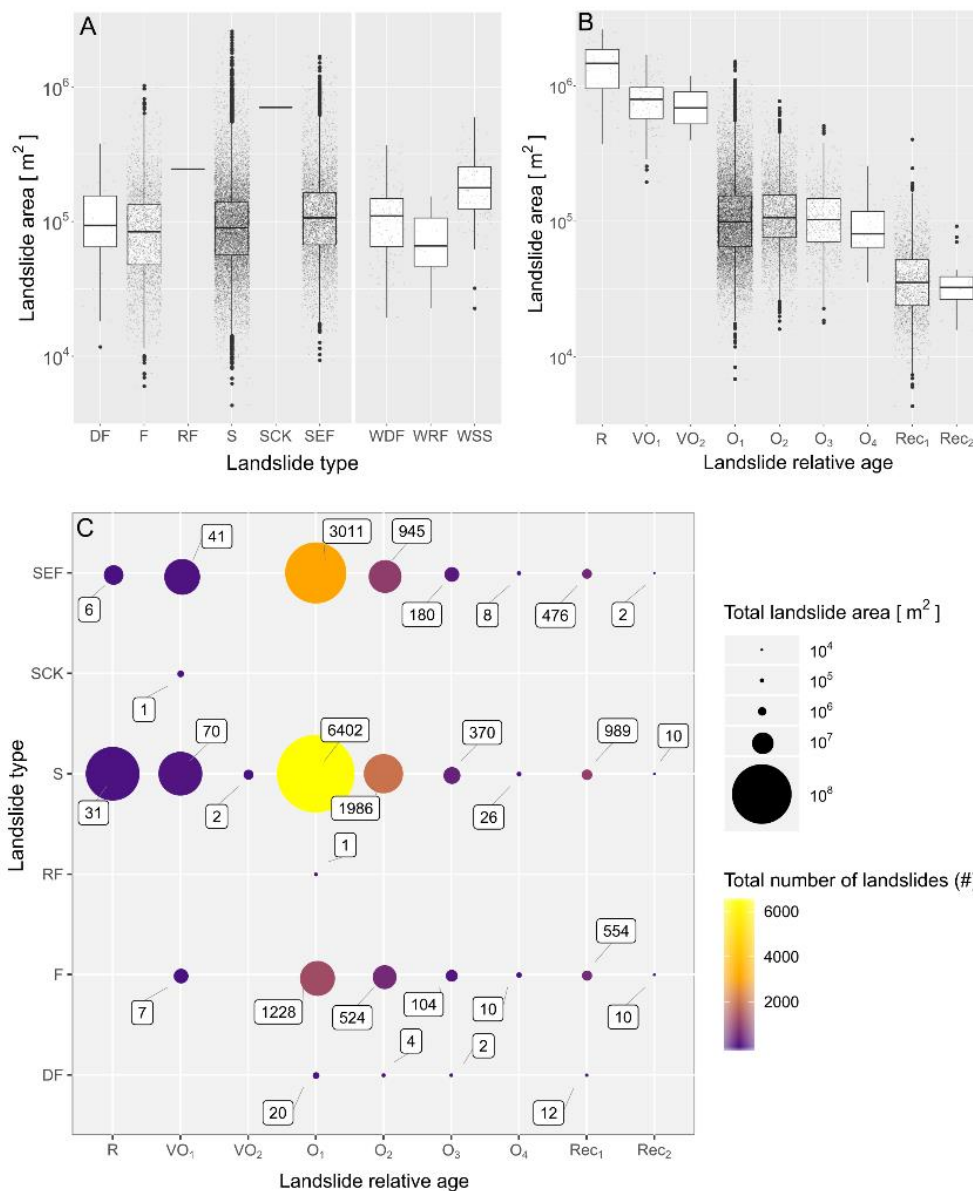 A
Landslide area [ m² ]
10⁶
10⁵
10⁴
DF F RF S SCK SEF WDF WRF WSS
Landslide type
B
Landslide area [ m² ]
10⁶
10⁵
10⁴
R VO₁ VO₂ O₁ O₂ O₃ O₄ Rec₁ Rec₂
Landslide relative age
C
Landslide type
41 3011 945
SEF
6 180 8 476 2
SCK
1
70 6402 370 989 10
S
31 2 1986 26
1
RF
554
F
7 1228 524 104 10 10
4 2
DF
20 12
R VO₁ VO₂ O₁ O₂ O₃ O₄ Rec₁ Rec₂
Landslide relative age
Total landslide area [ m² ]
10⁴
10⁵
10⁶
10⁷
10⁸
Total number of landslides (#)
6000
4000
2000